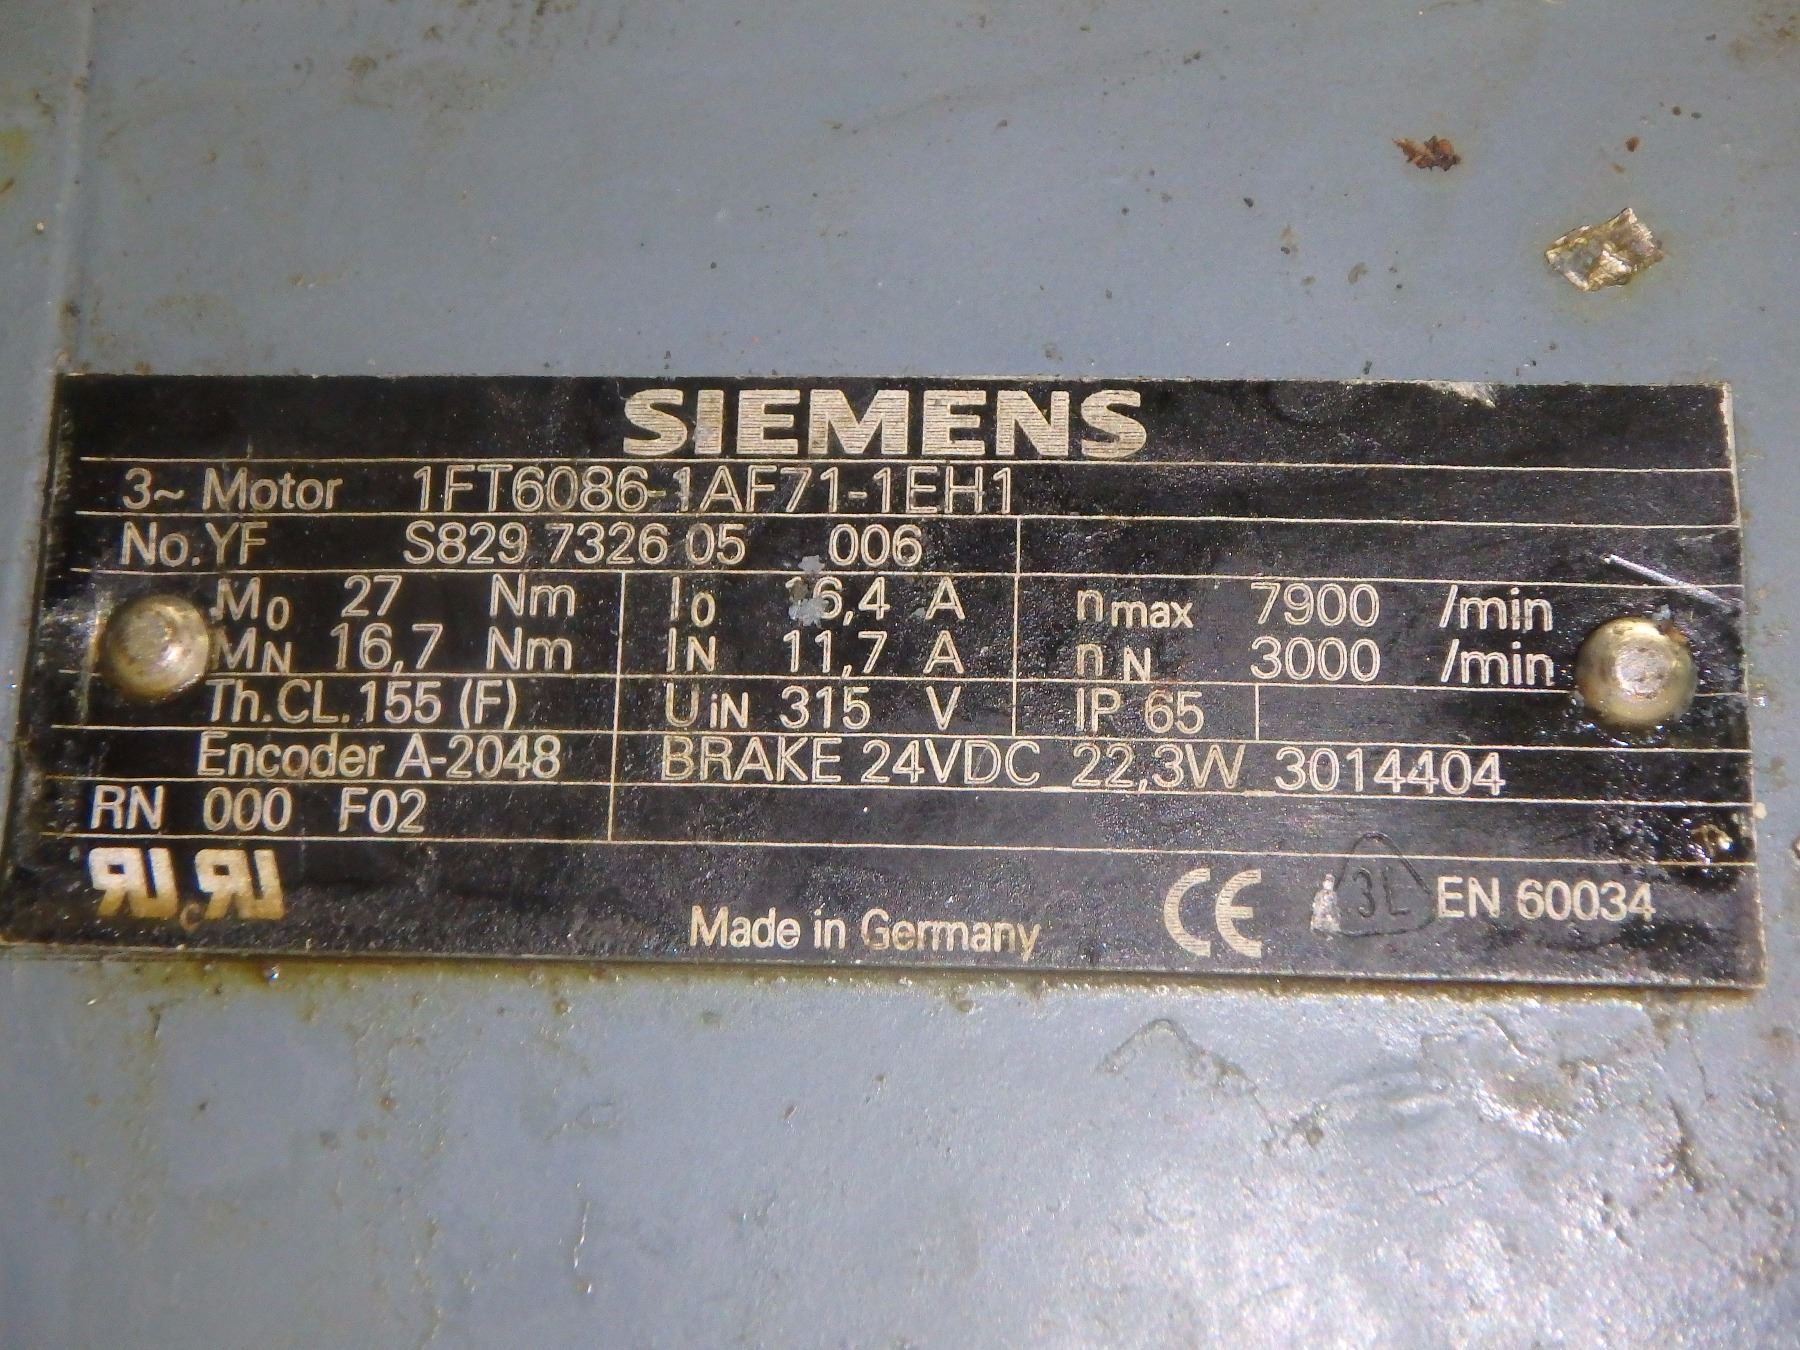 SIEMENS
3~ Motor 1FT6086-1AF71-1EH1
No. YF S829 7326 05 006
M0 27 Nm I0 16,4 A nmax 7900 /min
MN 16,7 Nm IN 11,7 A nN 3000 /min
Th.CL. 155 (F) UiN 315 V IP 65
Encoder A-2048 BRAKE 24VDC 22,3W 3014404
RN 000 F02
Made in Germany CE 3L EN 60034